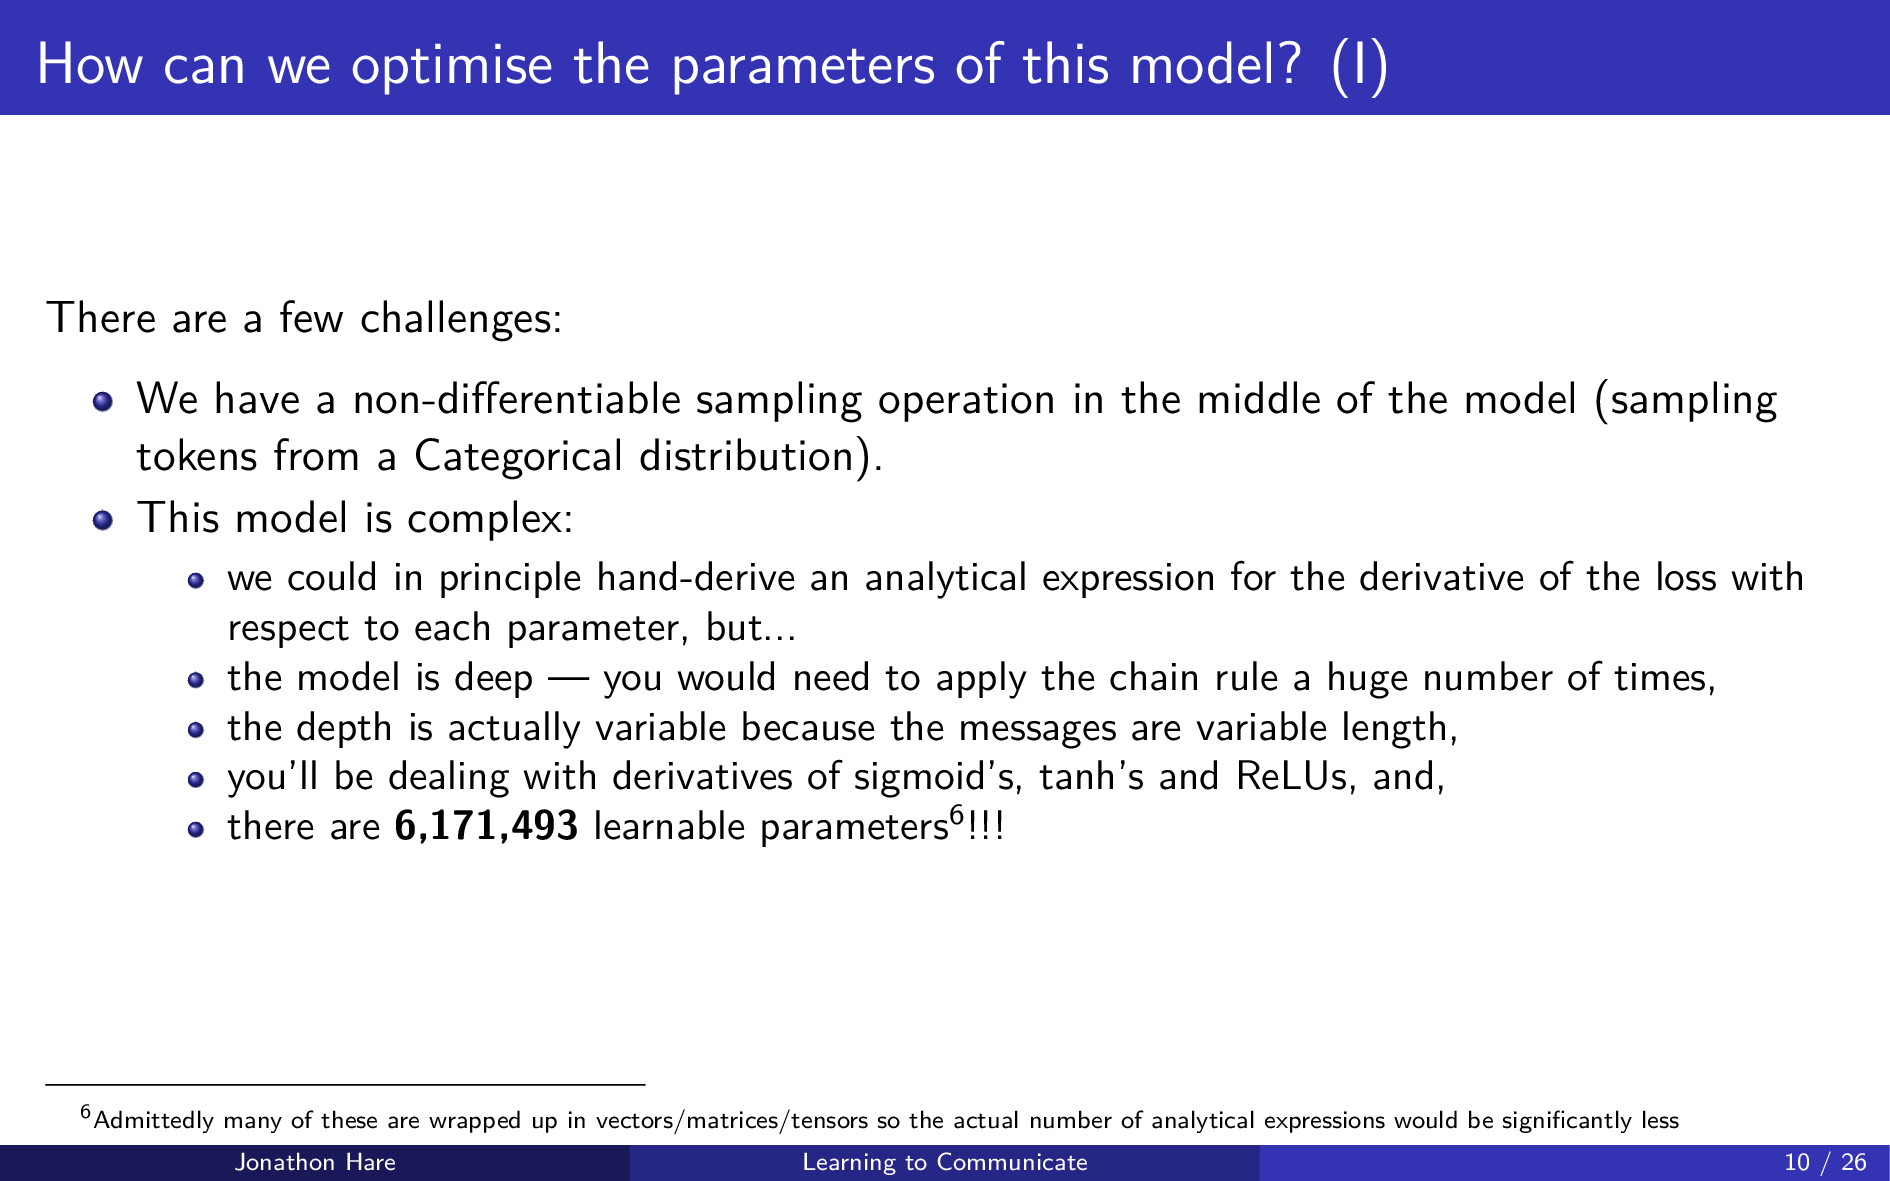 How can we optimise the parameters of this model? (I)
There are a few challenges:
We have a non-differentiable sampling operation in the middle of the model (sampling
tokens from a Categorical distribution).
This model is complex:
we could in principle hand-derive an analytical expression for the derivative of the loss with
respect to each parameter, but...
the model is deep — you would need to apply the chain rule a huge number of times,
the depth is actually variable because the messages are variable length,
you'll be dealing with derivatives of sigmoid's, tanh's and ReLUs, and,
there are 6,171,493 learnable parameters⁶!!!
⁶Admittedly many of these are wrapped up in vectors/matrices/tensors so the actual number of analytical expressions would be significantly less
Jonathon Hare Learning to Communicate 10 / 26